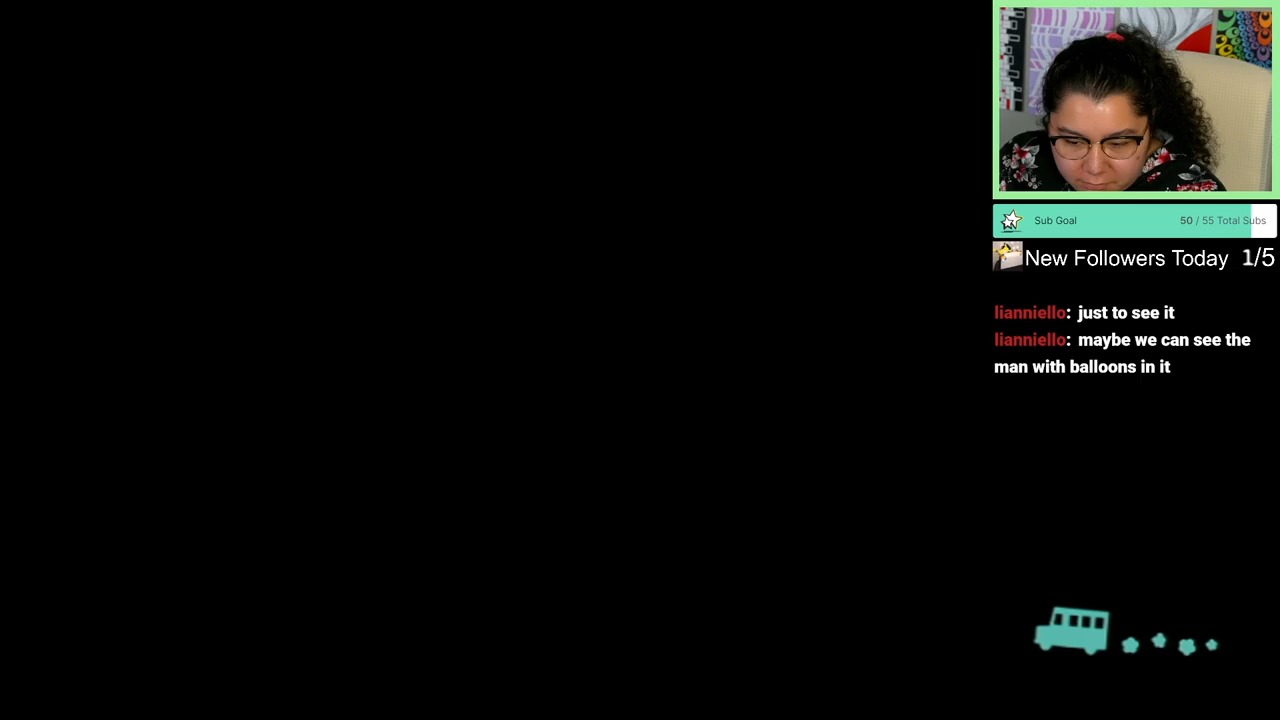 Sub Goal
50 / 55 Total Subs
New Followers Today 1/5
lianniello: just to see it
lianniello: maybe we can see the
man with balloons in it